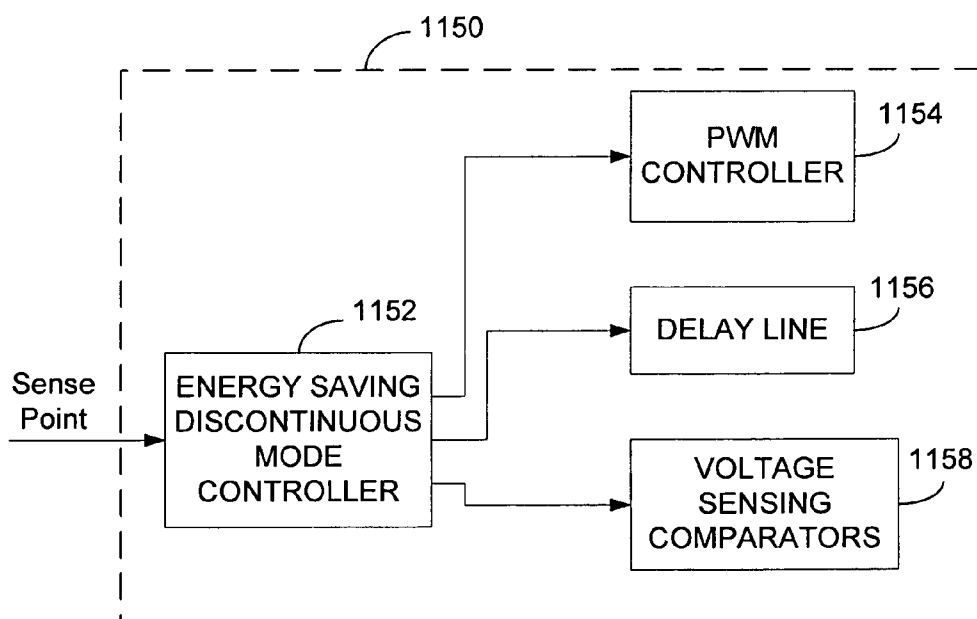 1150
1154
PWM
CONTROLLER
1156
DELAY LINE
1152
ENERGY SAVING
DISCONTINUOUS
MODE
CONTROLLER
Sense
Point
1158
VOLTAGE
SENSING
COMPARATORS